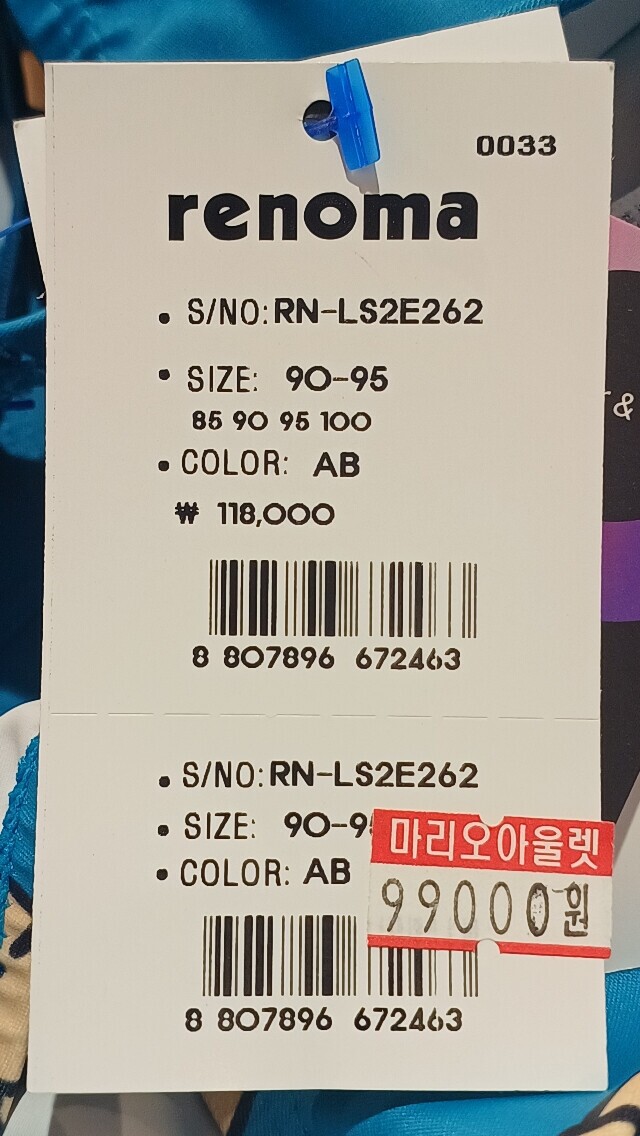 0033
renoma
• S/NO: RN-LS2E262
• SIZE: 90-95
85 90 95 100
• COLOR: AB
₩ 118,000
8 807896 672463
• S/NO: RN-LS2E262
• SIZE: 90-9
• COLOR: AB
마리오아울렛
99000원
8 807896 672463
&